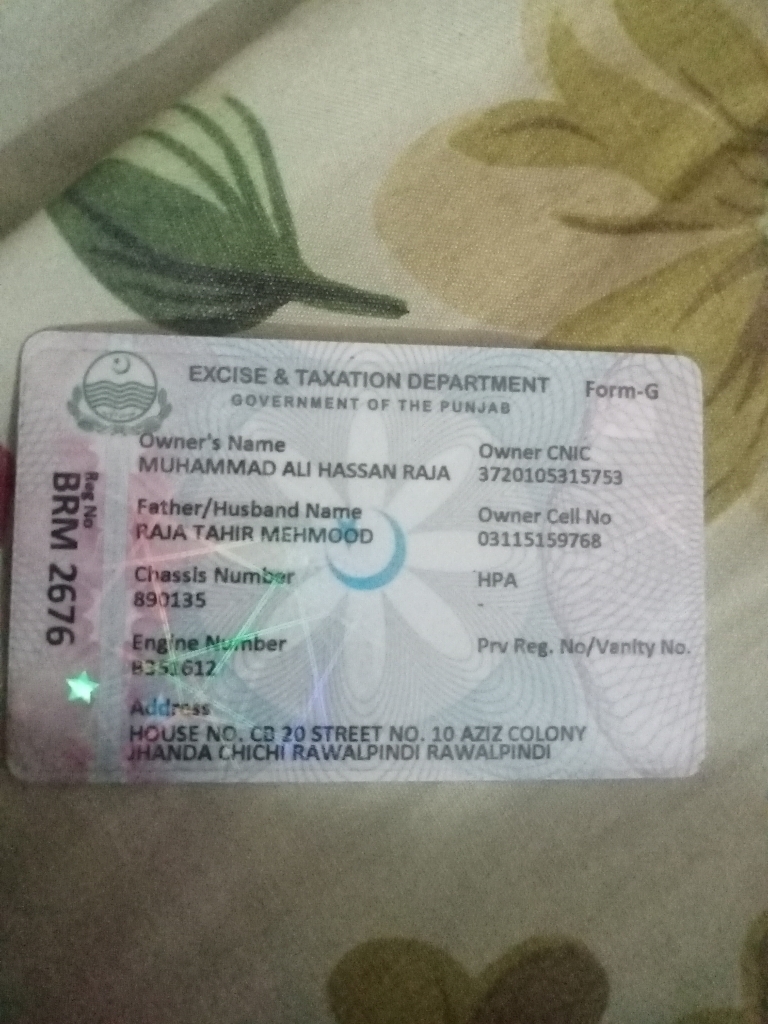 EXCISE & TAXATION DEPARTMENT
GOVERNMENT OF THE PUNJAB
Form-G
Reg No
BRM 2676
Owner's Name
MUHAMMAD ALI HASSAN RAJA
Owner CNIC
3720105315753
Father/Husband Name
RAJA TAHIR MEHMOOD
Owner Cell No
03115159768
Chassis Number
890135
HPA
-
Engine Number
B351612
Prv Reg. No/Vanity No.
Address
HOUSE NO. CB 20 STREET NO. 10 AZIZ COLONY
JHANDA CHICHI RAWALPINDI RAWALPINDI